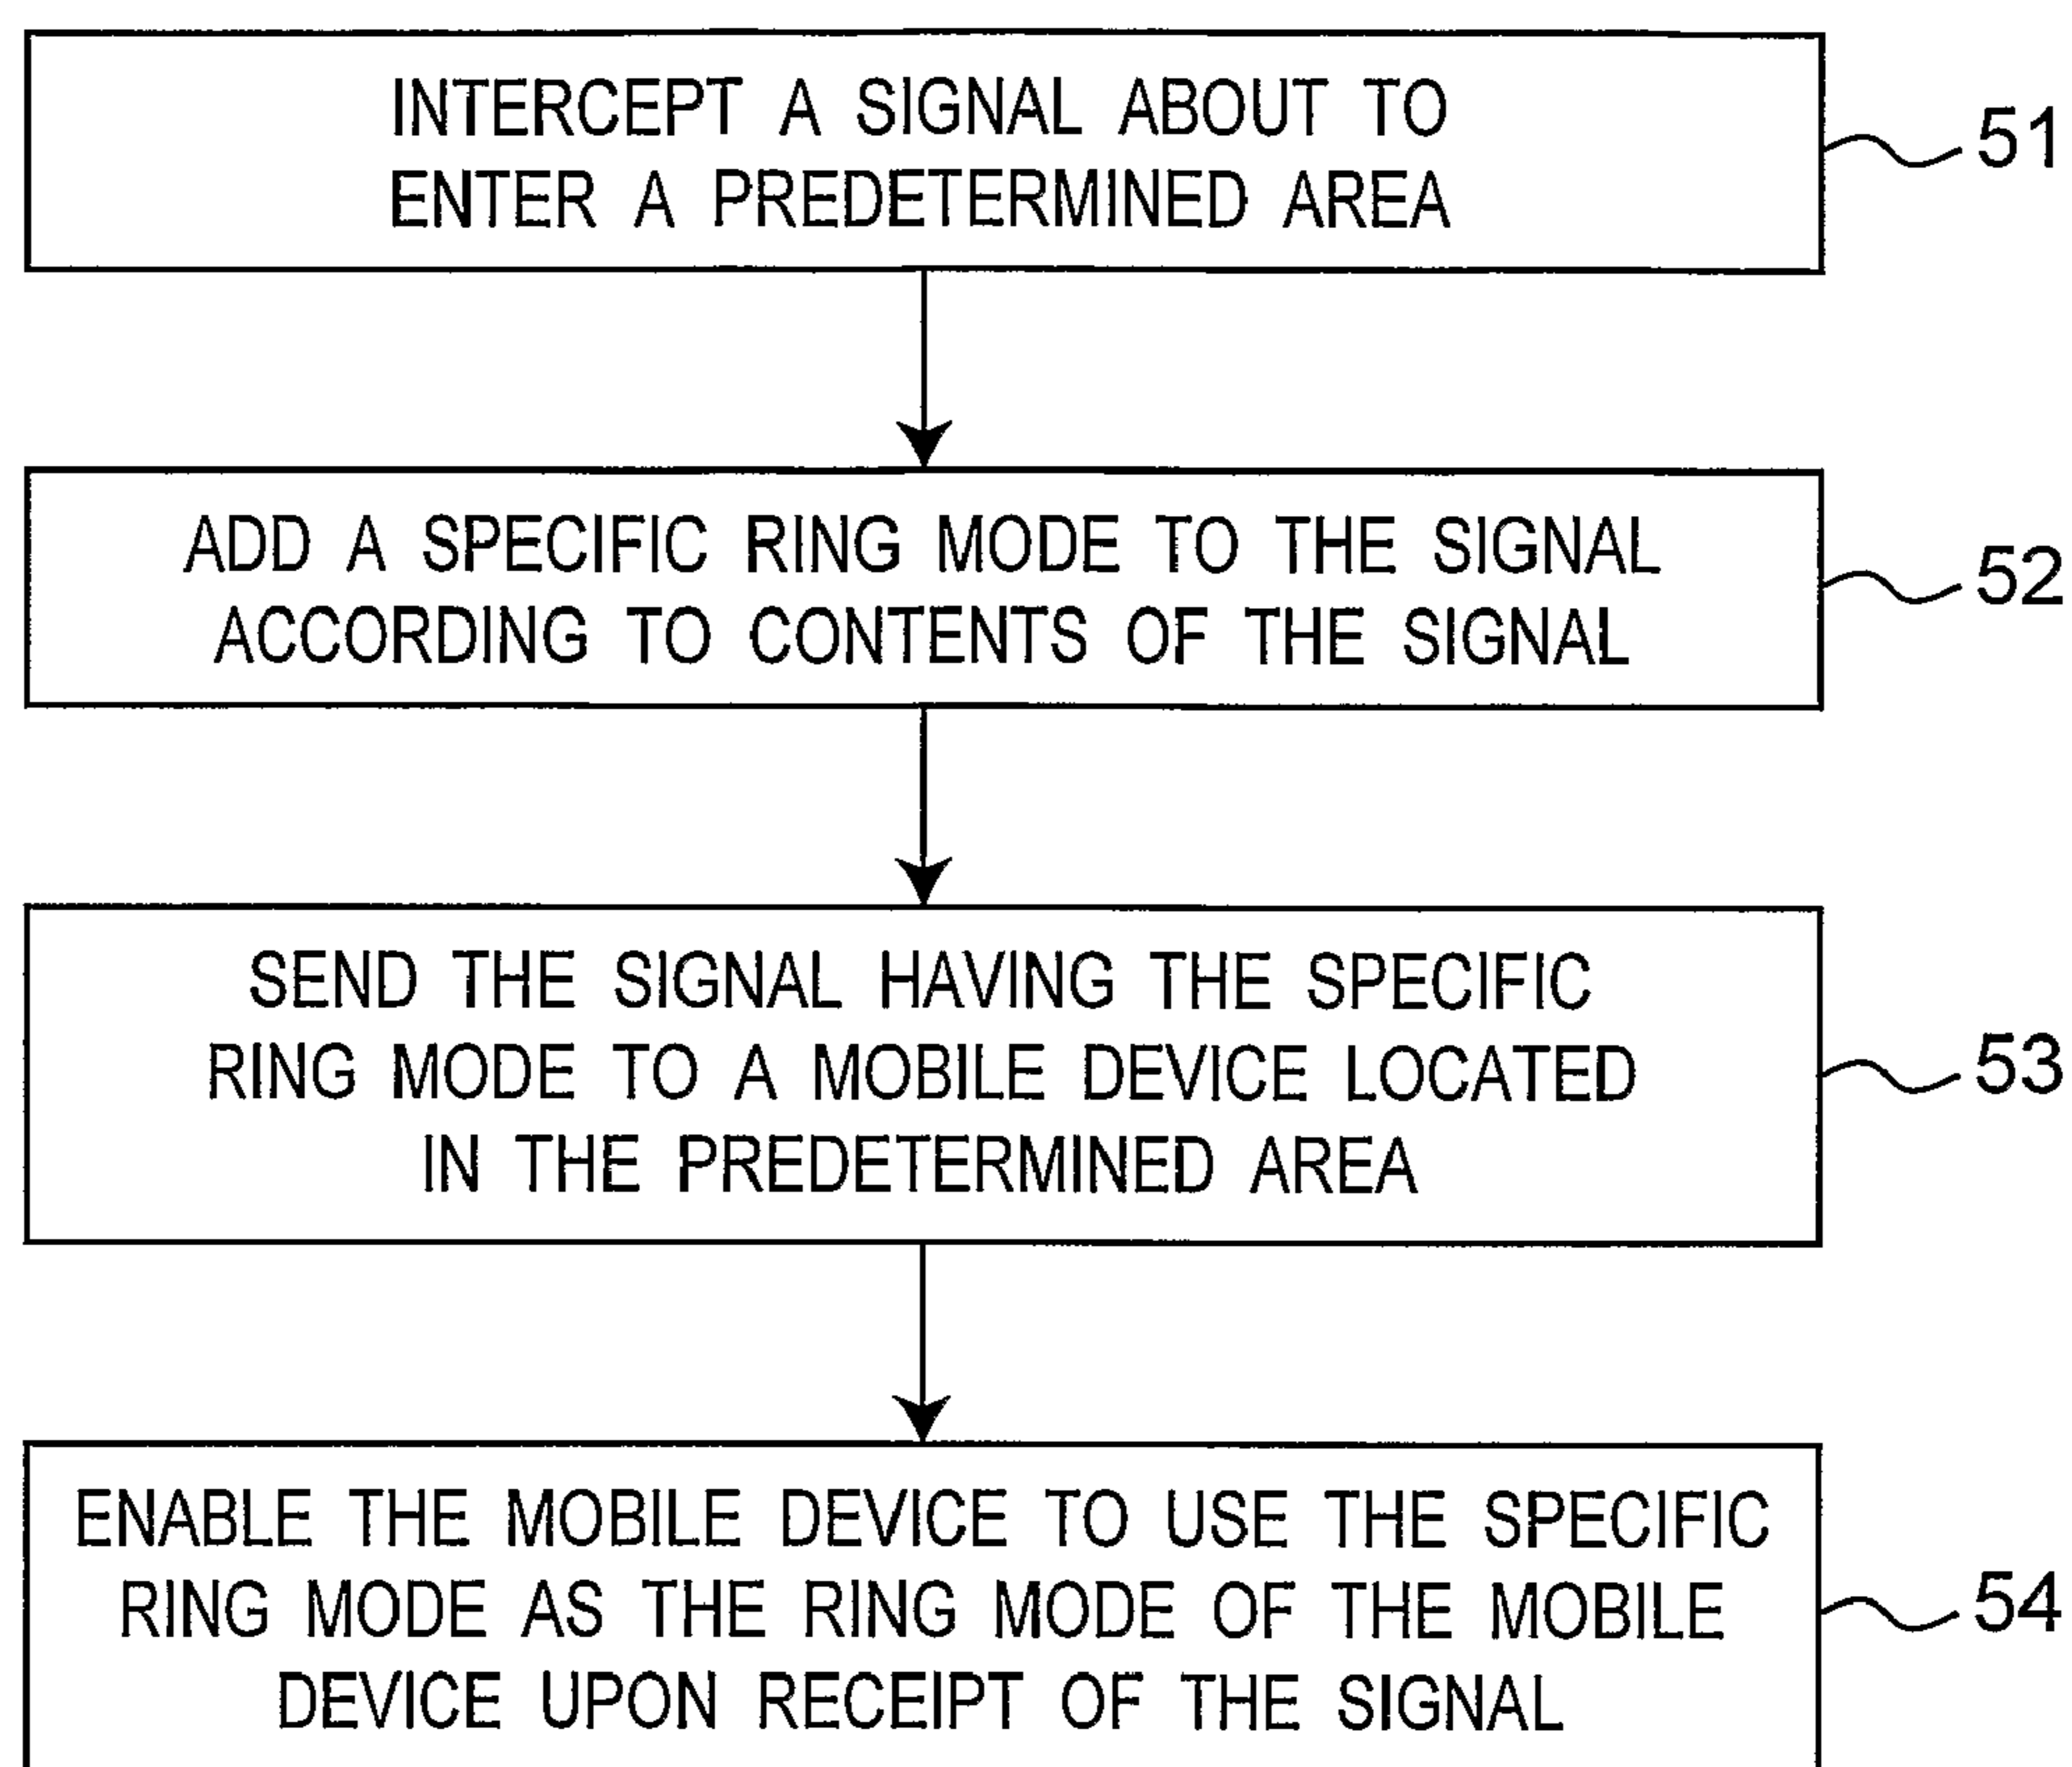 INTERCEPT A SIGNAL ABOUT TO
ENTER A PREDETERMINED AREA
51
ADD A SPECIFIC RING MODE TO THE SIGNAL
ACCORDING TO CONTENTS OF THE SIGNAL
52
SEND THE SIGNAL HAVING THE SPECIFIC
RING MODE TO A MOBILE DEVICE LOCATED
IN THE PREDETERMINED AREA
53
ENABLE THE MOBILE DEVICE TO USE THE SPECIFIC
RING MODE AS THE RING MODE OF THE MOBILE
DEVICE UPON RECEIPT OF THE SIGNAL
54